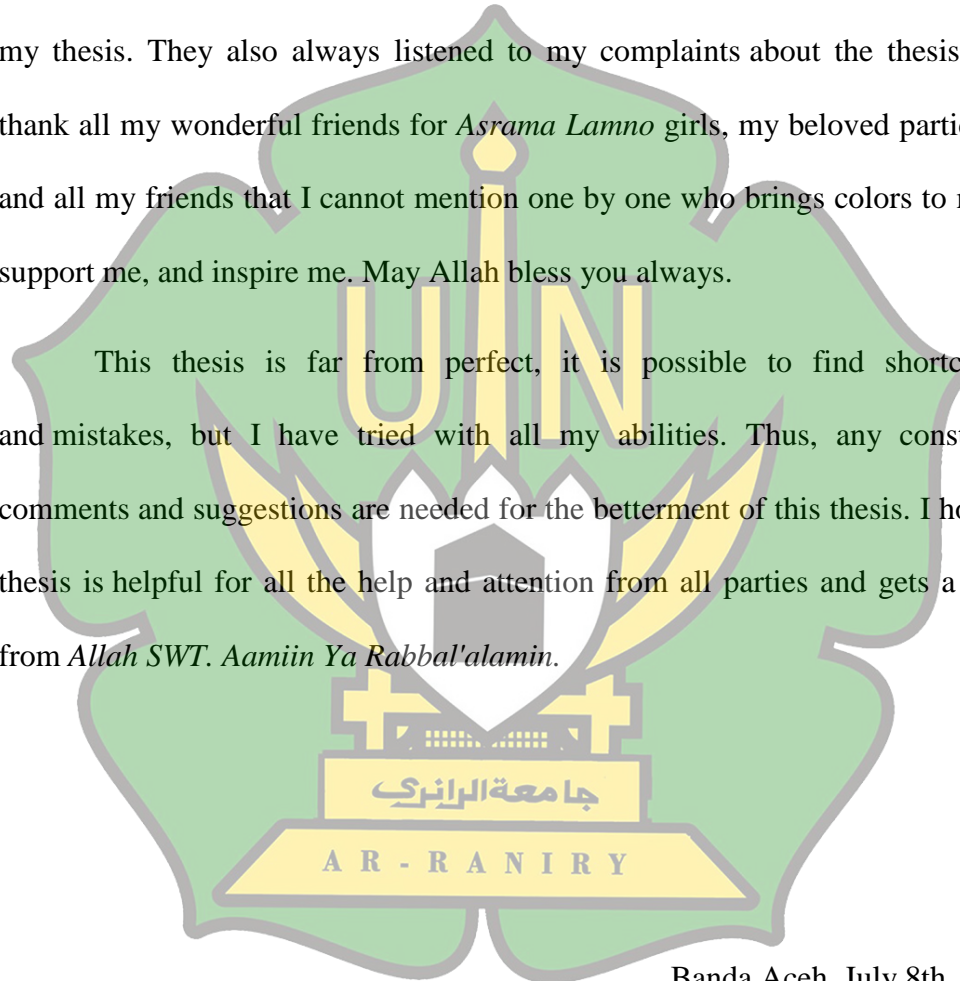 my thesis. They also always listened to my complaints about the thesis
thank all my wonderful friends for Asrama Lamno girls, my beloved
and all my friends that I cannot mention one by one who brings colors to
support me, and inspire me. May Allah bless you always.
This thesis is far from perfect, it is possible to find
and mistakes, but I have tried with all my abilities. Thus, any
comments and suggestions are needed for the betterment of this thesis. I
thesis is helpful for all the help and attention from all parties and gets a
from Allah SWT. Aamiin Ya Rabbal'alamin.
UIN
جامعة الرانري
AR-RANIRY
Banda Aceh, July 8th